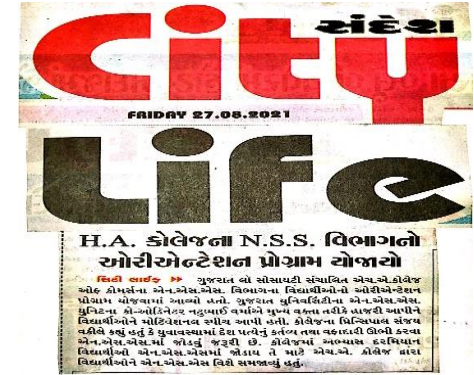 સંદેશ
City
FRIDAY 27.08.2021
Life
H.A. કોલેજના N.S.S. વિભાગનો
ઓરીએન્ટેશન પ્રોગ્રામ યોજાયો
સિટી લાઈફ ▶▶ ગુજરાત લો સોસાયટી સંચાલિત એચ.એ.કોલેજ
ઓફ કોમર્સના એન.એસ.એસ. વિભાગના વિદ્યાર્થીઓનો ઓરીએન્ટેશન
પ્રોગ્રામ યોજવામાં આવ્યો હતો. ગુજરાત યુનિવર્સિટીના એન.એસ.એસ.
યુનિટના કો-ઓર્ડિનેટર નટુભાઈ વર્માએ મુખ્ય વક્તા તરીકે હાજરી આપીને
વિદ્યાર્થીઓને મોટિવેશનલ સ્પીચ આપી હતી. કોલેજના પ્રિન્સિપાલ સંજય
વકીલે કહ્યું હતું કે યુવાવસ્થામાં દેશ પ્રત્યેનું કર્તવ્ય તથા વફાદારી ઊભી કરવા
એન.એસ.એસ.માં જોડાવું જરૂરી છે. કોલેજમાં અભ્યાસ દરમિયાન
વિદ્યાર્થીઓ એન.એસ.એસમાં જોડાય તે માટે એચ.એ. કોલેજ દ્વારા
વિદ્યાર્થીઓને એન.એસ.એસ વિશે સમજાવ્યું હતું.